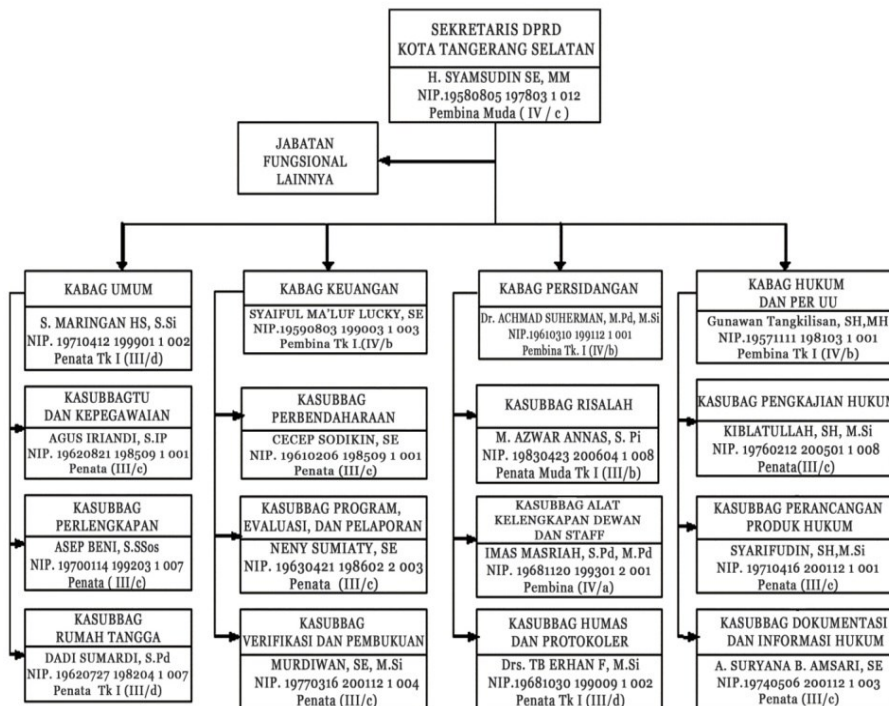 SEKRETARIS DPRD
KOTA TANGERANG SELATAN
H. SYAMSUDIN SE, MM
NIP.19580805 197803 1 012
Pembina Muda ( IV / c )
JABATAN
FUNGSIONAL
LAINNYA
KABAG UMUM
S. MARINGAN HS, S.Si
NIP. 19710412 199901 1 002
Penata Tk I (III/d)
KASUBBAGTU
DAN KEPEGAWAIAN
AGUS IRIANDI, S.IP
NIP. 19620821 198509 1 001
Penata (III/c)
KASUBBAG
PERLENGKAPAN
ASEP BENI, S.SSos
NIP. 19700114 199203 1 007
Penata ( III/c)
KASUBBAG
RUMAH TANGGA
DADI SUMARDI, S.Pd
NIP. 19620727 198204 1 007
Penata Tk I (III/d)
KABAG KEUANGAN
SYAIFUL MA'LUF LUCKY, SE
NIP.19590803 199003 1 003
Pembina Tk I.(IV/b
KASUBBAG
PERBENDAHARAAN
CECEP SODIKIN, SE
NIP. 19610206 198509 1 001
Penata (III/c)
KASUBBAG PROGRAM,
EVALUASI, DAN PELAPORAN
NENY SUMIATY, SE
NIP. 19630421 198602 2 003
Penata (III/c)
KASUBBAG
VERIFIKASI DAN PEMBUKUAN
MURDIWAN, SE, M.Si
NIP. 19770316 200112 1 004
Penata (III/c)
KABAG PERSIDANGAN
Dr. ACHMAD SUHERMAN, M.Pd, M.Si
NIP.19610310 199112 1 001
Pembina Tk. I (IV/b)
KASUBBAG RISALAH
M. AZWAR ANNAS, S. Pi
NIP. 19830423 200604 1 008
Penata Muda Tk I (III/b)
KASUBBAG ALAT
KELENGKAPAN DEWAN
DAN STAFF
IMAS MASRIAH, S.Pd, M.Pd
NIP. 19681120 199301 2 001
Pembina (IV/a)
KASUBBAG HUMAS
DAN PROTOKOLER
Drs. TB ERHAN F, M.Si
NIP.19681030 199009 1 002
Penata Tk I (III/d)
KABAG HUKUM
DAN PER UU
Gunawan Tangkilisan, SH,MH
NIP.19571111 198103 1 001
Pembina Tk I (IV/b)
KASUBAG PENGKAJIAN HUKUM
KIBLATULLAH, SH, M.Si
NIP.19760212 200501 1 008
Penata(III/c)
KASUBBAG PERANCANGAN
PRODUK HUKUM
SYARIFUDIN, SH,M.Si
NIP.19710416 200112 1 001
Penata (III/c)
KASUBBAG DOKUMENTASI
DAN INFORMASI HUKUM
A. SURYANA B. AMSARI, SE
NIP.19740506 200112 1 003
Penata (III/c)